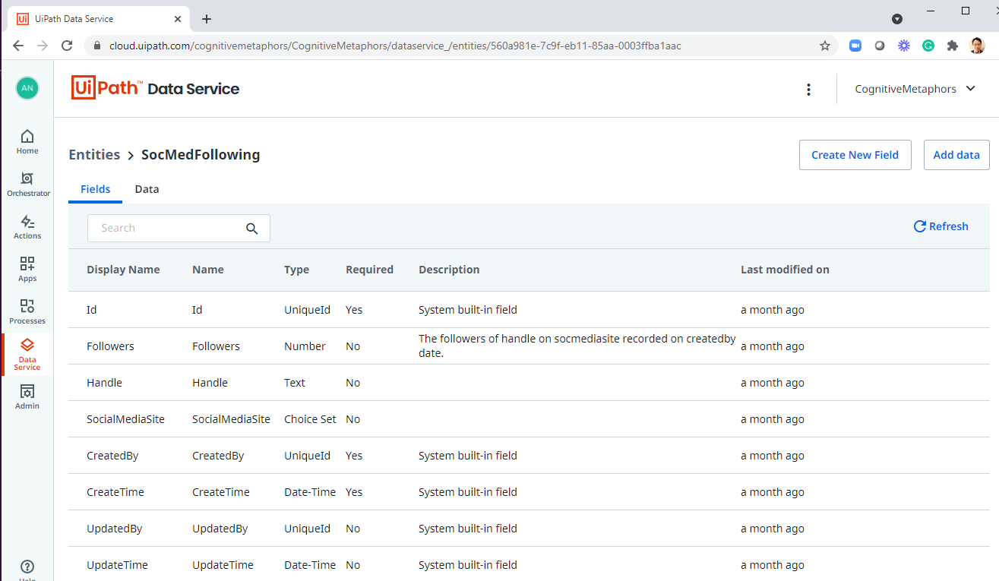 UiPath Data Service
cloud.uipath.com/cognitivemetaphors/CognitiveMetaphors/dataservice_/entities/560a981e-7c9f-eb11-85aa-0003ffba1aac
AN
UiPath™ Data Service
CognitiveMetaphors
Home
Orchestrator
Actions
Apps
Processes
Data
Service
Admin
Help
Entities > SocMedFollowing
Create New Field
Add data
Fields Data
Search
Refresh
Display Name Name Type Required Description Last modified on
Id Id UniqueId Yes System built-in field a month ago
Followers Followers Number No The followers of handle on socmediasite recorded on createdby
date. a month ago
Handle Handle Text No a month ago
SocialMediaSite SocialMediaSite Choice Set No a month ago
CreatedBy CreatedBy UniqueId Yes System built-in field a month ago
CreateTime CreateTime Date-Time Yes System built-in field a month ago
UpdatedBy UpdatedBy UniqueId No System built-in field a month ago
UpdateTime UpdateTime Date-Time No System built-in field a month ago